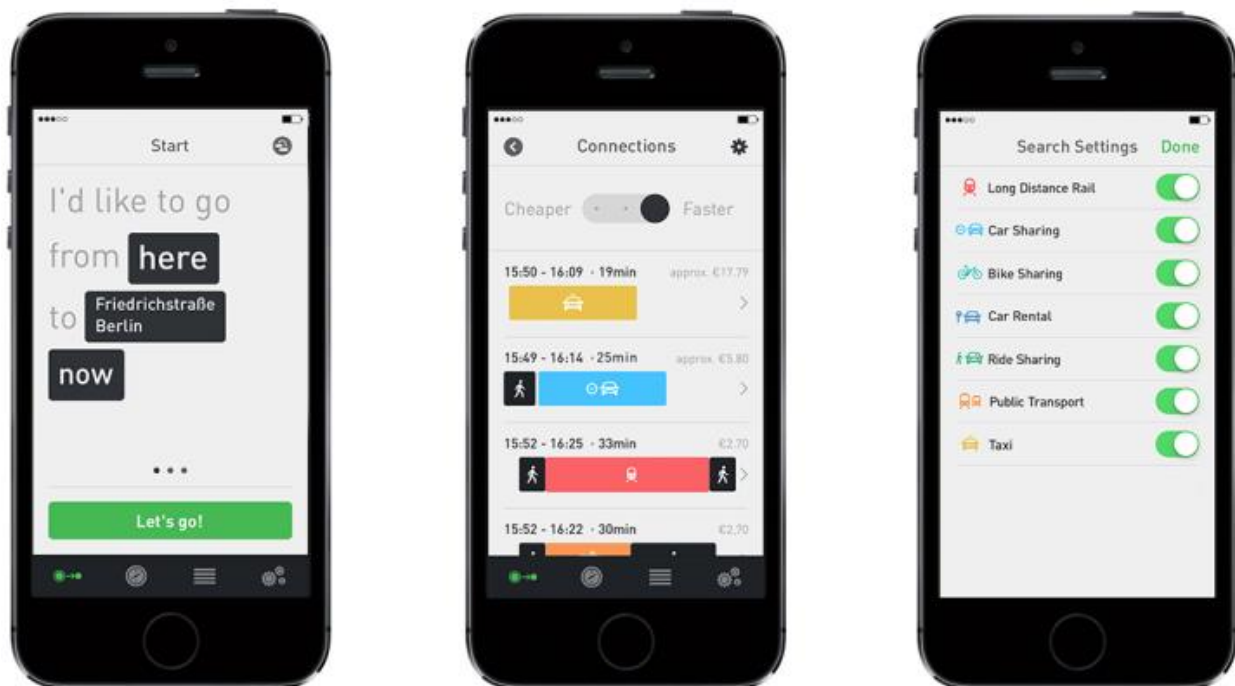 Start
I'd like to go
from here
to Friedrichstraße
Berlin
now
Let's go!
Connections
Cheaper Faster
15:50 - 16:09 · 19min approx. €17.79
15:49 - 16:14 · 25min approx. €5.80
15:52 - 16:25 · 33min €2.70
15:52 - 16:22 · 30min €2.70
Search Settings Done
Long Distance Rail
Car Sharing
Bike Sharing
Car Rental
Ride Sharing
Public Transport
Taxi